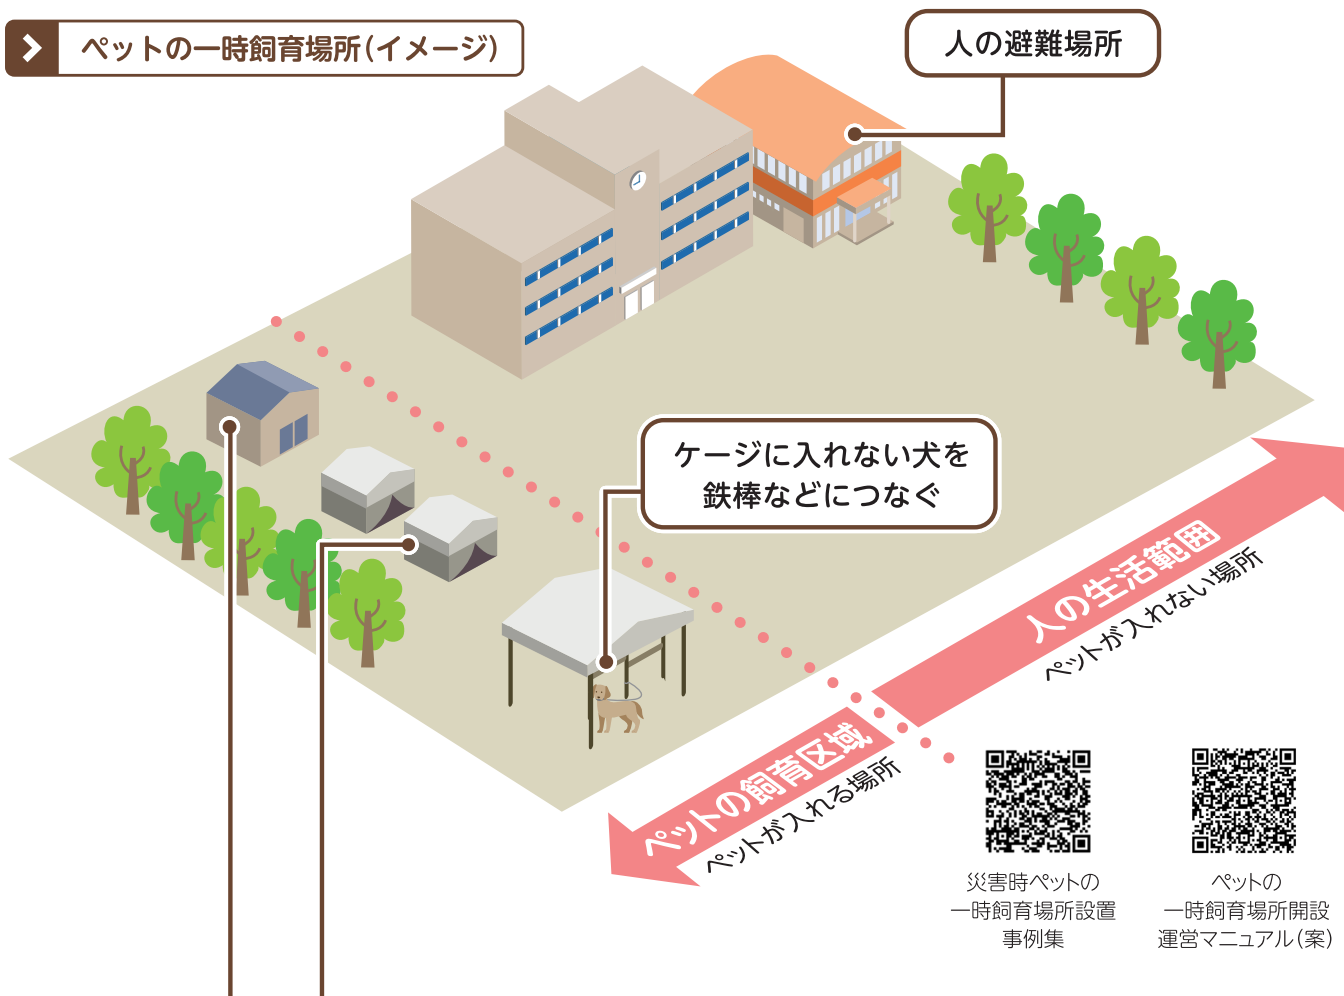 ペットの一時飼育場所(イメージ)
人の避難場所
ケージに入れない犬を
鉄棒などにつなぐ
人の生活範囲
ペットが入れない場所
ペットの飼育区域
ペットが入れる場所
災害時ペットの
一時飼育場所設置
事例集
ペットの
一時飼育場所開設
運営マニュアル(案)